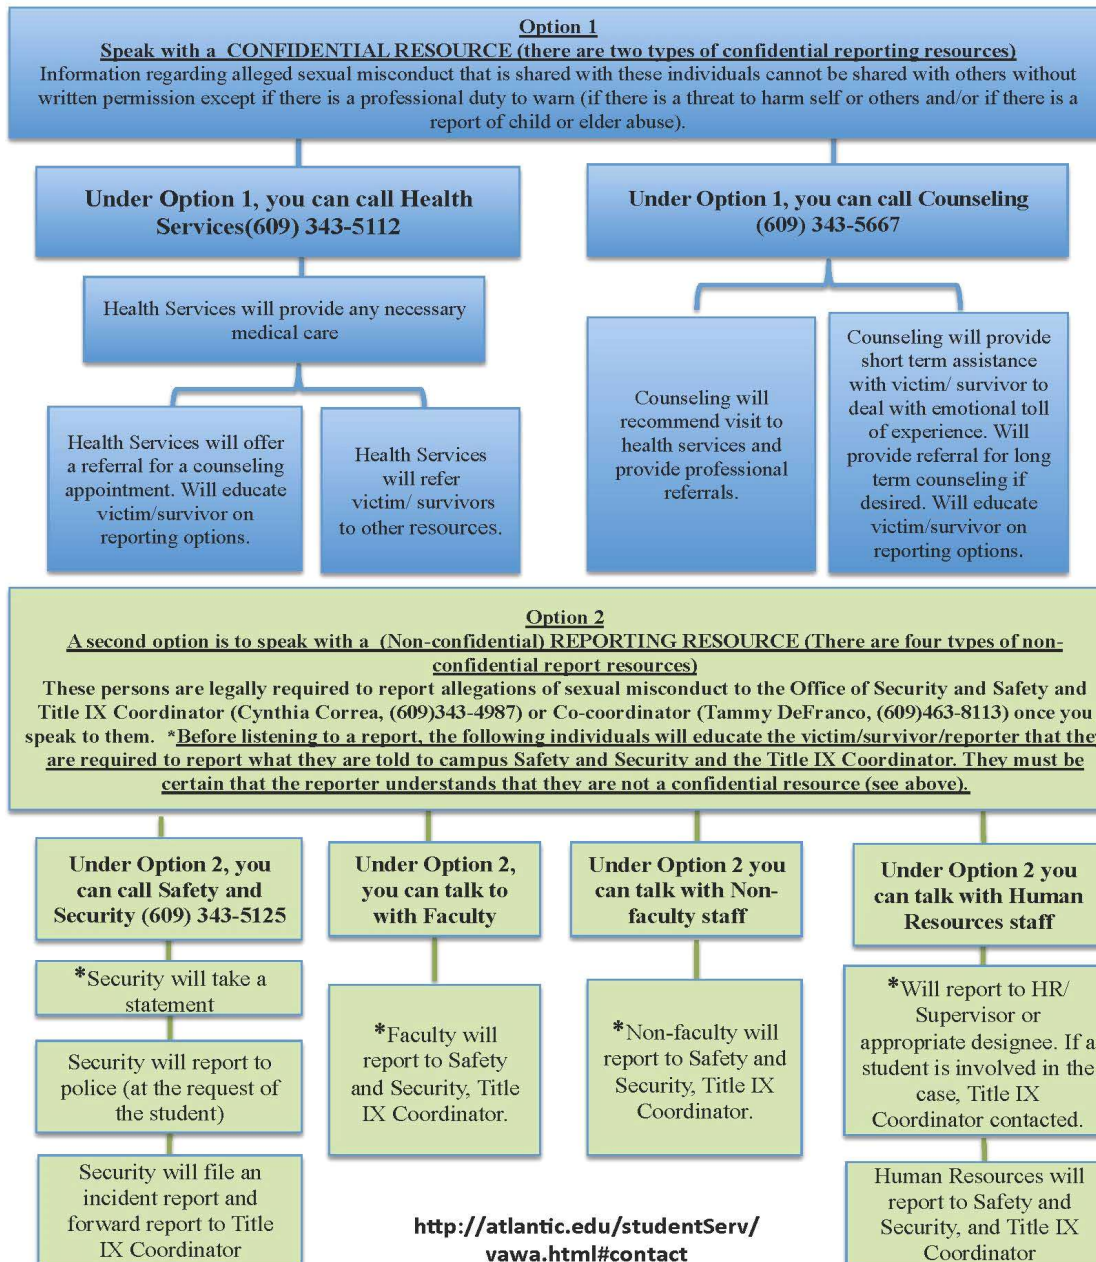 Option 1
Speak with a CONFIDENTIAL RESOURCE (there are two types of confidential reporting resources)
Information regarding alleged sexual misconduct that is shared with these individuals cannot be shared with others without
written permission except if there is a professional duty to warn (if there is a threat to harm self or others and/or if there is a
report of child or elder abuse).
Under Option 1, you can call Health
Services(609) 343-5112
Under Option 1, you can call Counseling
(609) 343-5667
Health Services will provide any necessary
medical care
Health Services will offer
a referral for a counseling
appointment. Will educate
victim/survivor on
reporting options.
Health Services
will refer
victim/ survivors
to other resources.
Counseling will
recommend visit to
health services and
provide professional
referrals.
Counseling will provide
short term assistance
with victim/ survivor to
deal with emotional toll
of experience. Will
provide referral for long
term counseling if
desired. Will educate
victim/survivor on
reporting options.
Option 2
A second option is to speak with a (Non-confidential) REPORTING RESOURCE (There are four types of non-
confidential report resources)
These persons are legally required to report allegations of sexual misconduct to the Office of Security and Safety and
Title IX Coordinator (Cynthia Correa, (609)343-4987) or Co-coordinator (Tammy DeFranco, (609)463-8113) once you
speak to them. *Before listening to a report, the following individuals will educate the victim/survivor/reporter that they
are required to report what they are told to campus Safety and Security and the Title IX Coordinator. They must be
certain that the reporter understands that they are not a confidential resource (see above).
Under Option 2, you
can call Safety and
Security (609) 343-5125
*Security will take a
statement
Security will report to
police (at the request of
the student)
Security will file an
incident report and
forward report to Title
IX Coordinator
Under Option 2,
you can talk to
with Faculty
*Faculty will
report to Safety
and Security, Title
IX Coordinator.
Under Option 2 you
can talk with Non-
faculty staff
*Non-faculty will
report to Safety and
Security, Title IX
Coordinator.
Under Option 2 you
can talk with Human
Resources staff
*Will report to HR/
Supervisor or
appropriate designee. If a
student is involved in the
case, Title IX
Coordinator contacted.
Human Resources will
report to Safety and
Security, and Title IX
Coordinator
http://atlantic.edu/studentServ/
vawa.html#contact